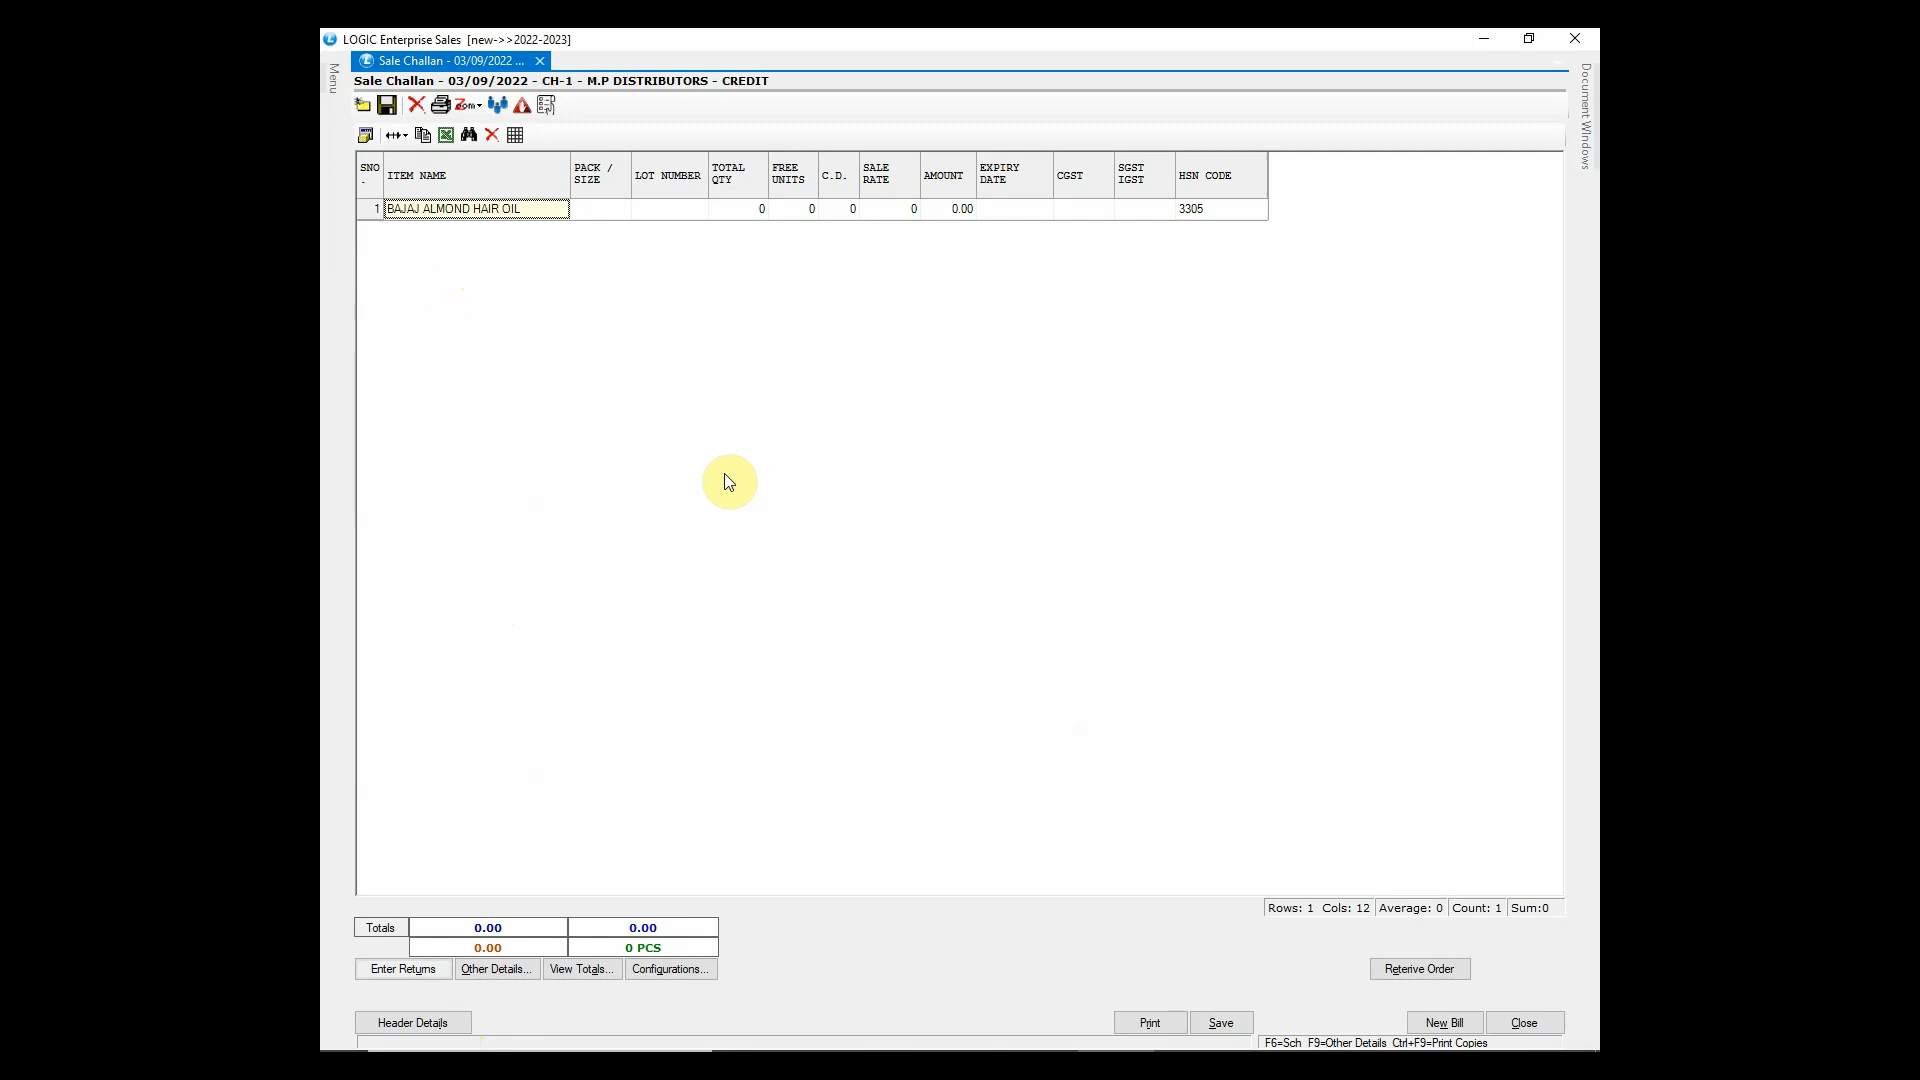 LOGIC Enterprise Sales [new->>2022-2023]
Menu
Sale Challan - 03/09/2022 ...
Document Windows
Sale Challan - 03/09/2022 - CH-1 - M.P DISTRIBUTORS - CREDIT
Zoom
SNO. ITEM NAME PACK / SIZE LOT NUMBER TOTAL QTY FREE UNITS C.D. SALE RATE AMOUNT EXPIRY DATE CGST SGST IGST HSN CODE
1 BAJAJ ALMOND HAIR OIL 0 0 0 0 0.00 3305
Rows: 1 Cols: 12 Average: 0 Count: 1 Sum:0
Totals 0.00 0.00
0.00 0 PCS
Enter Returns Other Details... View Totals... Configurations... Reterive Order
Header Details Print Save New Bill Close
F6=Sch F9=Other Details Ctrl+F9=Print Copies